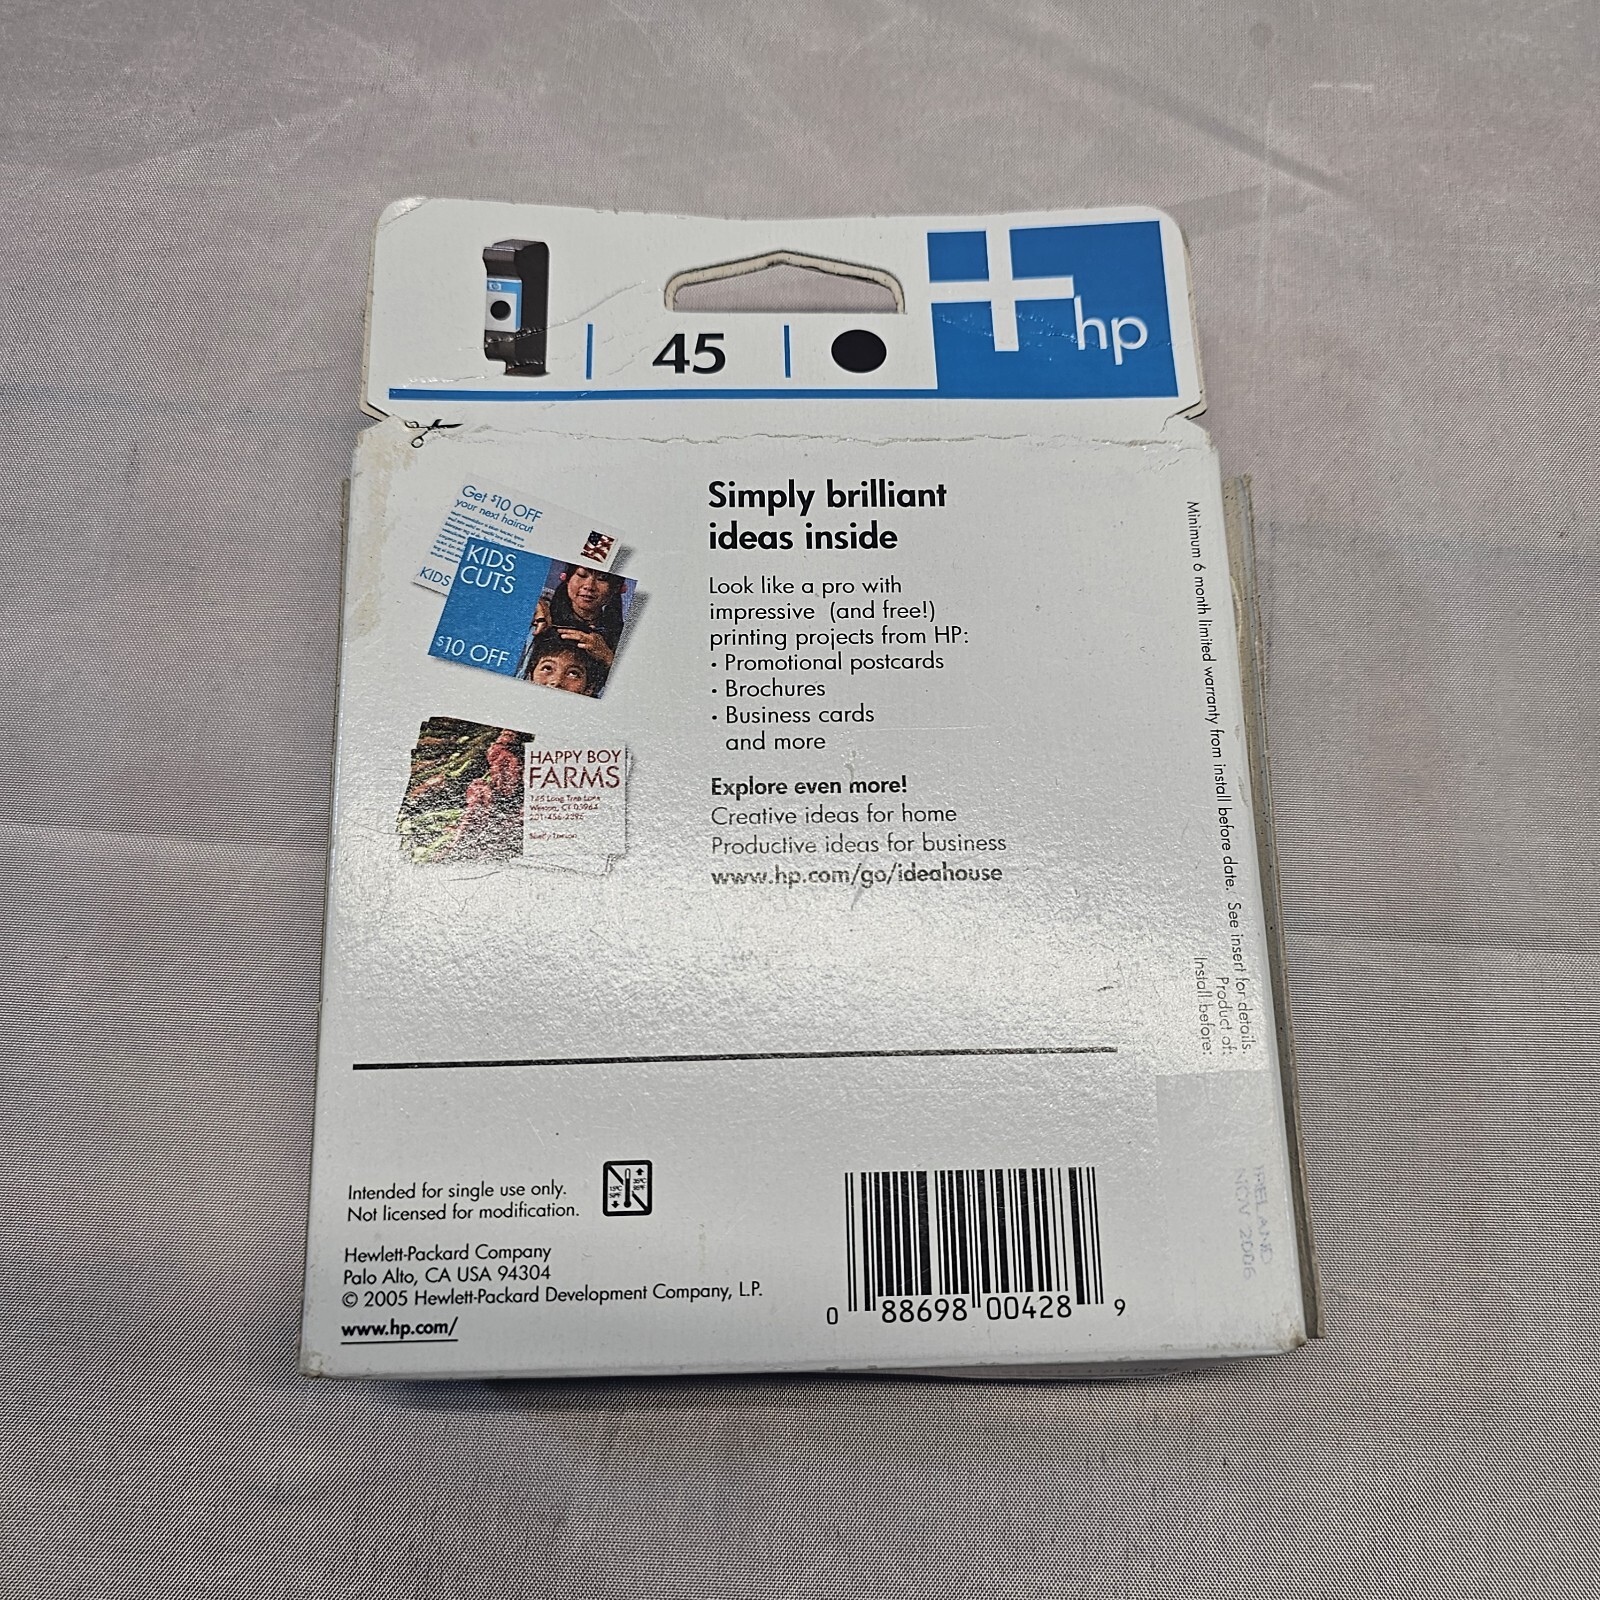 45
hp
Get $10 OFF
your next haircut
KIDS
KIDS
CUTS
$10 OFF
HAPPY BOY
FARMS
Simply brilliant
ideas inside
Look like a pro with
impressive (and free!)
printing projects from HP:
• Promotional postcards
• Brochures
• Business cards
and more
Explore even more!
Creative ideas for home
Productive ideas for business
www.hp.com/go/ideahouse
Minimum 6 month limited warranty from install before date. See insert for details.
Product of:
Install before:
IRELAND
NOV 2006
Intended for single use only.
Not licensed for modification.
Hewlett-Packard Company
Palo Alto, CA USA 94304
© 2005 Hewlett-Packard Development Company, L.P.
www.hp.com/
0 88698 00428 9